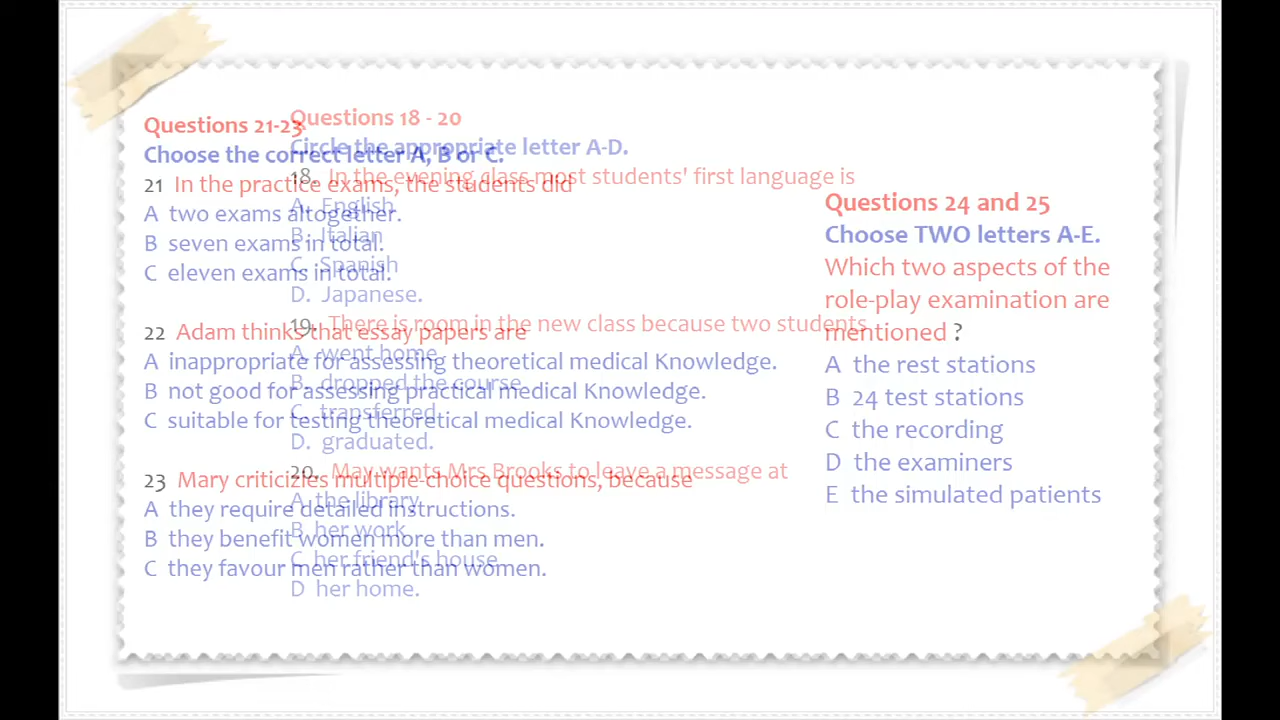 Questions 21-23
Choose the correct letter A, B or C.
21 In the practice exams, the students did
A two exams altogether.
B seven exams in total.
C eleven exams in total.
22 Adam thinks that essay papers are
A inappropriate for assessing theoretical medical Knowledge.
B not good for assessing practical medical Knowledge.
C suitable for testing theoretical medical Knowledge.
23 Mary criticizies multiple-choice questions, because
A they require detailed instructions.
B they benefit women more than men.
C they favour men rather than women.
Questions 18 - 20
Circle the appropriate letter A-D.
18. In the evening class most students' first language is
A. English
B. Italian
C. Spanish
D. Japanese.
19. There is room in the new class because two students
A. went home
B. dropped the course
C. transferred
D. graduated.
20. May wants Mrs Brooks to leave a message at
A the library
B her work
C her friend's house
D her home.
Questions 24 and 25
Choose TWO letters A-E.
Which two aspects of the
role-play examination are
mentioned ?
A the rest stations
B 24 test stations
C the recording
D the examiners
E the simulated patients